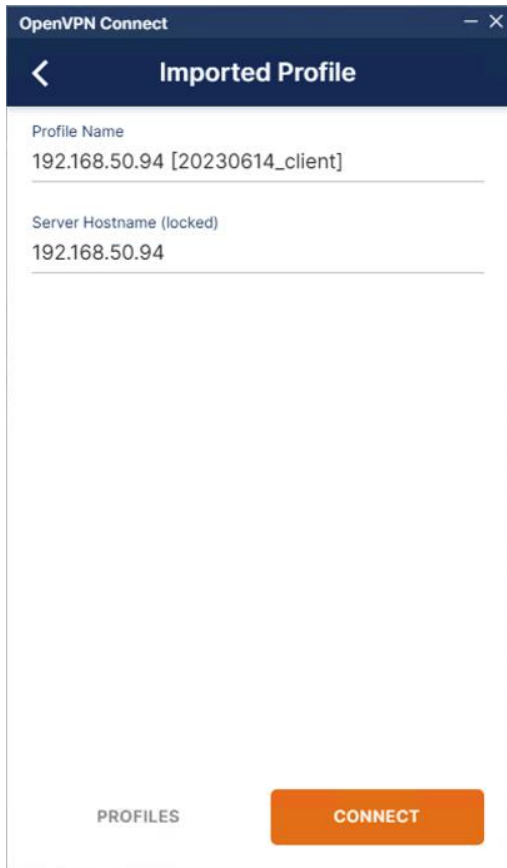 OpenVPN Connect
Imported Profile
Profile Name
192.168.50.94 [20230614_client]
Server Hostname (locked)
192.168.50.94
PROFILES
CONNECT